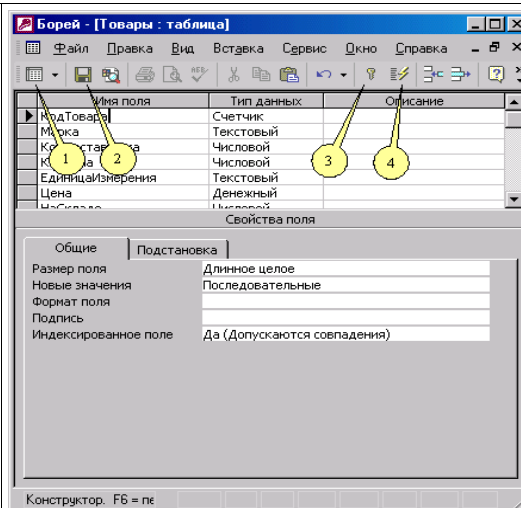 Борей - [Товары : таблица]
Файл Правка Вид Вставка Сервис Окно Справка
Имя поля Тип данных Описание
КодТовара Счетчик
Марка Текстовый
Числовой
Числовой
ЕдиницаИзмерения Текстовый
Цена Денежный
НаСкладе Числовой
1 2 3 4
Свойства поля
Общие Подстановка
Размер поля Длинное целое
Новые значения Последовательные
Формат поля
Подпись
Индексированное поле Да (Допускаются совпадения)
Конструктор. F6 = пе